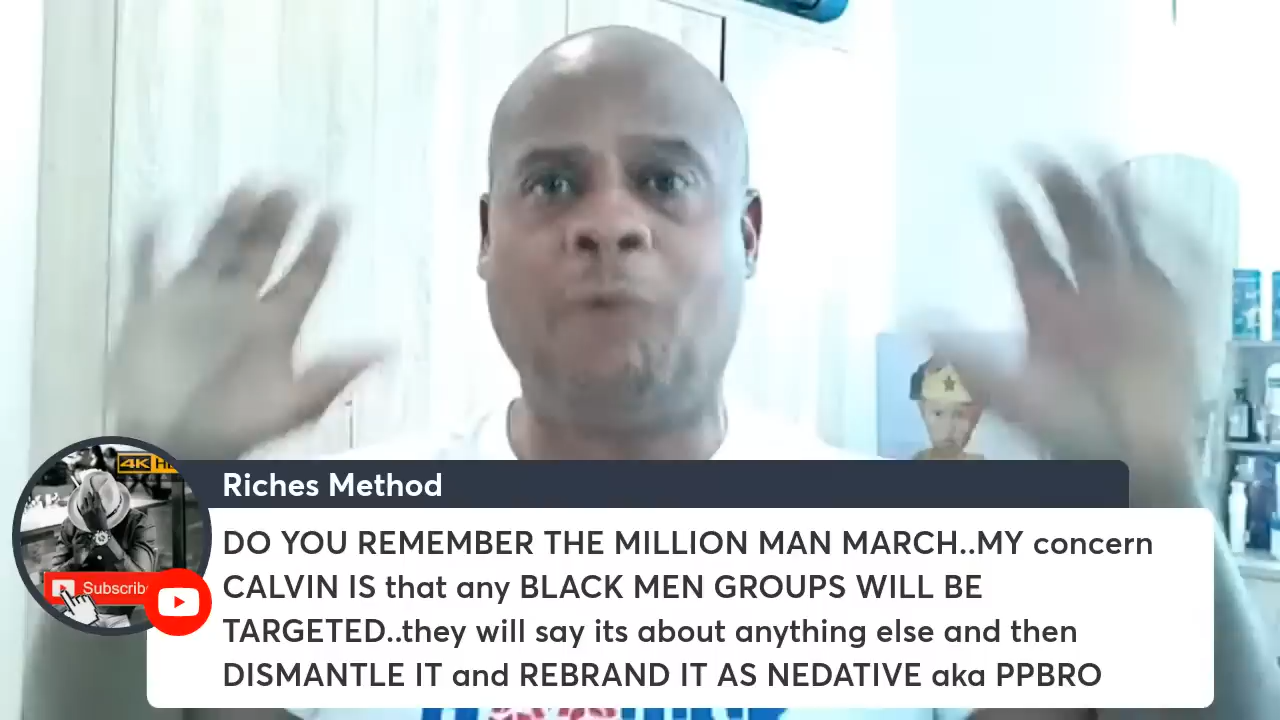 4K
Subscribe
Riches Method
DO YOU REMEMBER THE MILLION MAN MARCH..MY concern
CALVIN IS that any BLACK MEN GROUPS WILL BE
TARGETED..they will say its about anything else and then
DISMANTLE IT and REBRAND IT AS NEDATIVE aka PPBRO